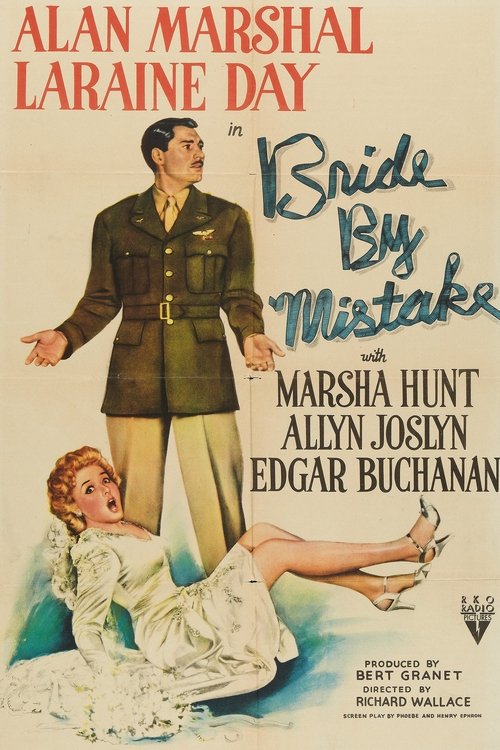 ALAN MARSHAL
LARAINE DAY
in
Bride
By
Mistake
with
MARSHA HUNT
ALLYN JOSLYN
EDGAR BUCHANAN
RKO
RADIO
PICTURES
PRODUCED BY
BERT GRANET
DIRECTED BY
RICHARD WALLACE
SCREEN PLAY BY PHOEBE AND HENRY EPHRON